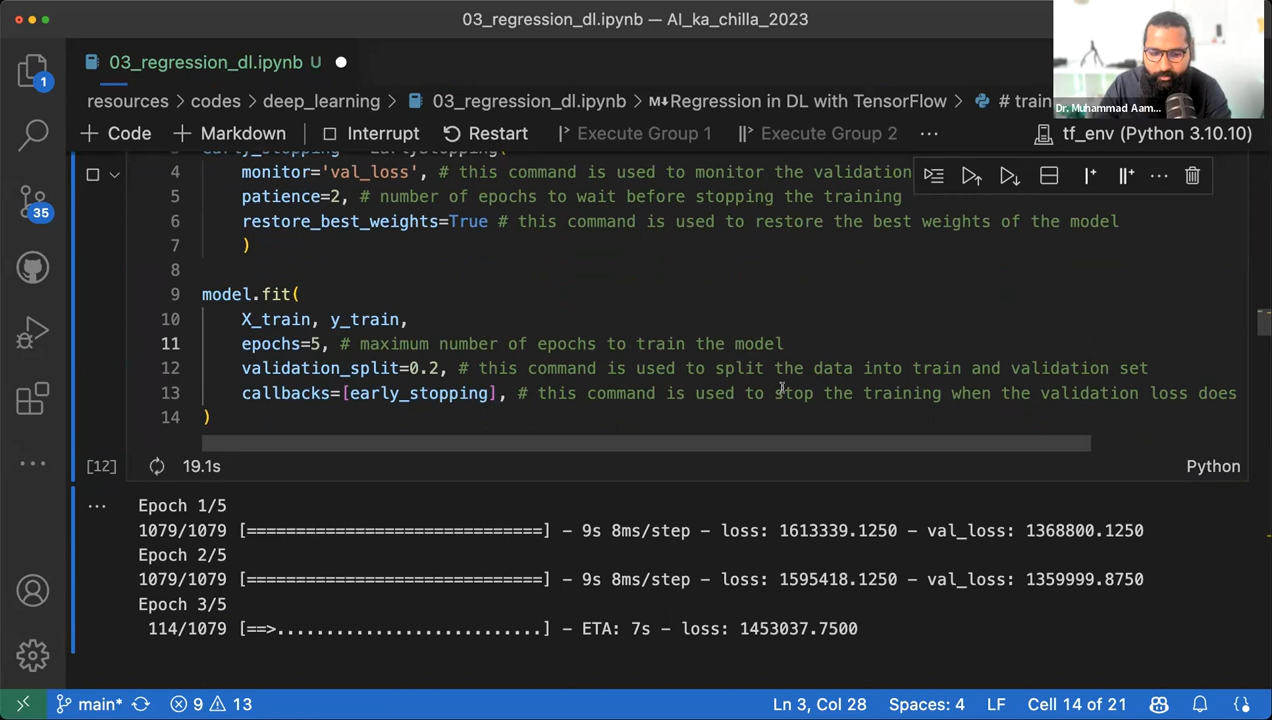 03_regression_dl.ipynb — AI_ka_chilla_2023
03_regression_dl.ipynb U
resources > codes > deep_learning > 03_regression_dl.ipynb > M↓Regression in DL with TensorFlow > # train
Dr. Muhammad Aam...
+ Code + Markdown Interrupt Restart Execute Group 1 Execute Group 2 ... tf_env (Python 3.10.10)
1
35
3 early_stopping = EarlyStopping(
4 monitor='val_loss', # this command is used to monitor the validation
5 patience=2, # number of epochs to wait before stopping the training
6 restore_best_weights=True # this command is used to restore the best weights of the model
7 )
8
9 model.fit(
10 X_train, y_train,
11 epochs=5, # maximum number of epochs to train the model
12 validation_split=0.2, # this command is used to split the data into train and validation set
13 callbacks=[early_stopping], # this command is used to stop the training when the validation loss does
14 )
[12] 19.1s Python
... Epoch 1/5
1079/1079 [==============================] - 9s 8ms/step - loss: 1613339.1250 - val_loss: 1368800.1250
Epoch 2/5
1079/1079 [==============================] - 9s 8ms/step - loss: 1595418.1250 - val_loss: 1359999.8750
Epoch 3/5
114/1079 [==>...........................] - ETA: 7s - loss: 1453037.7500
main* 9 13 Ln 3, Col 28 Spaces: 4 LF Cell 14 of 21